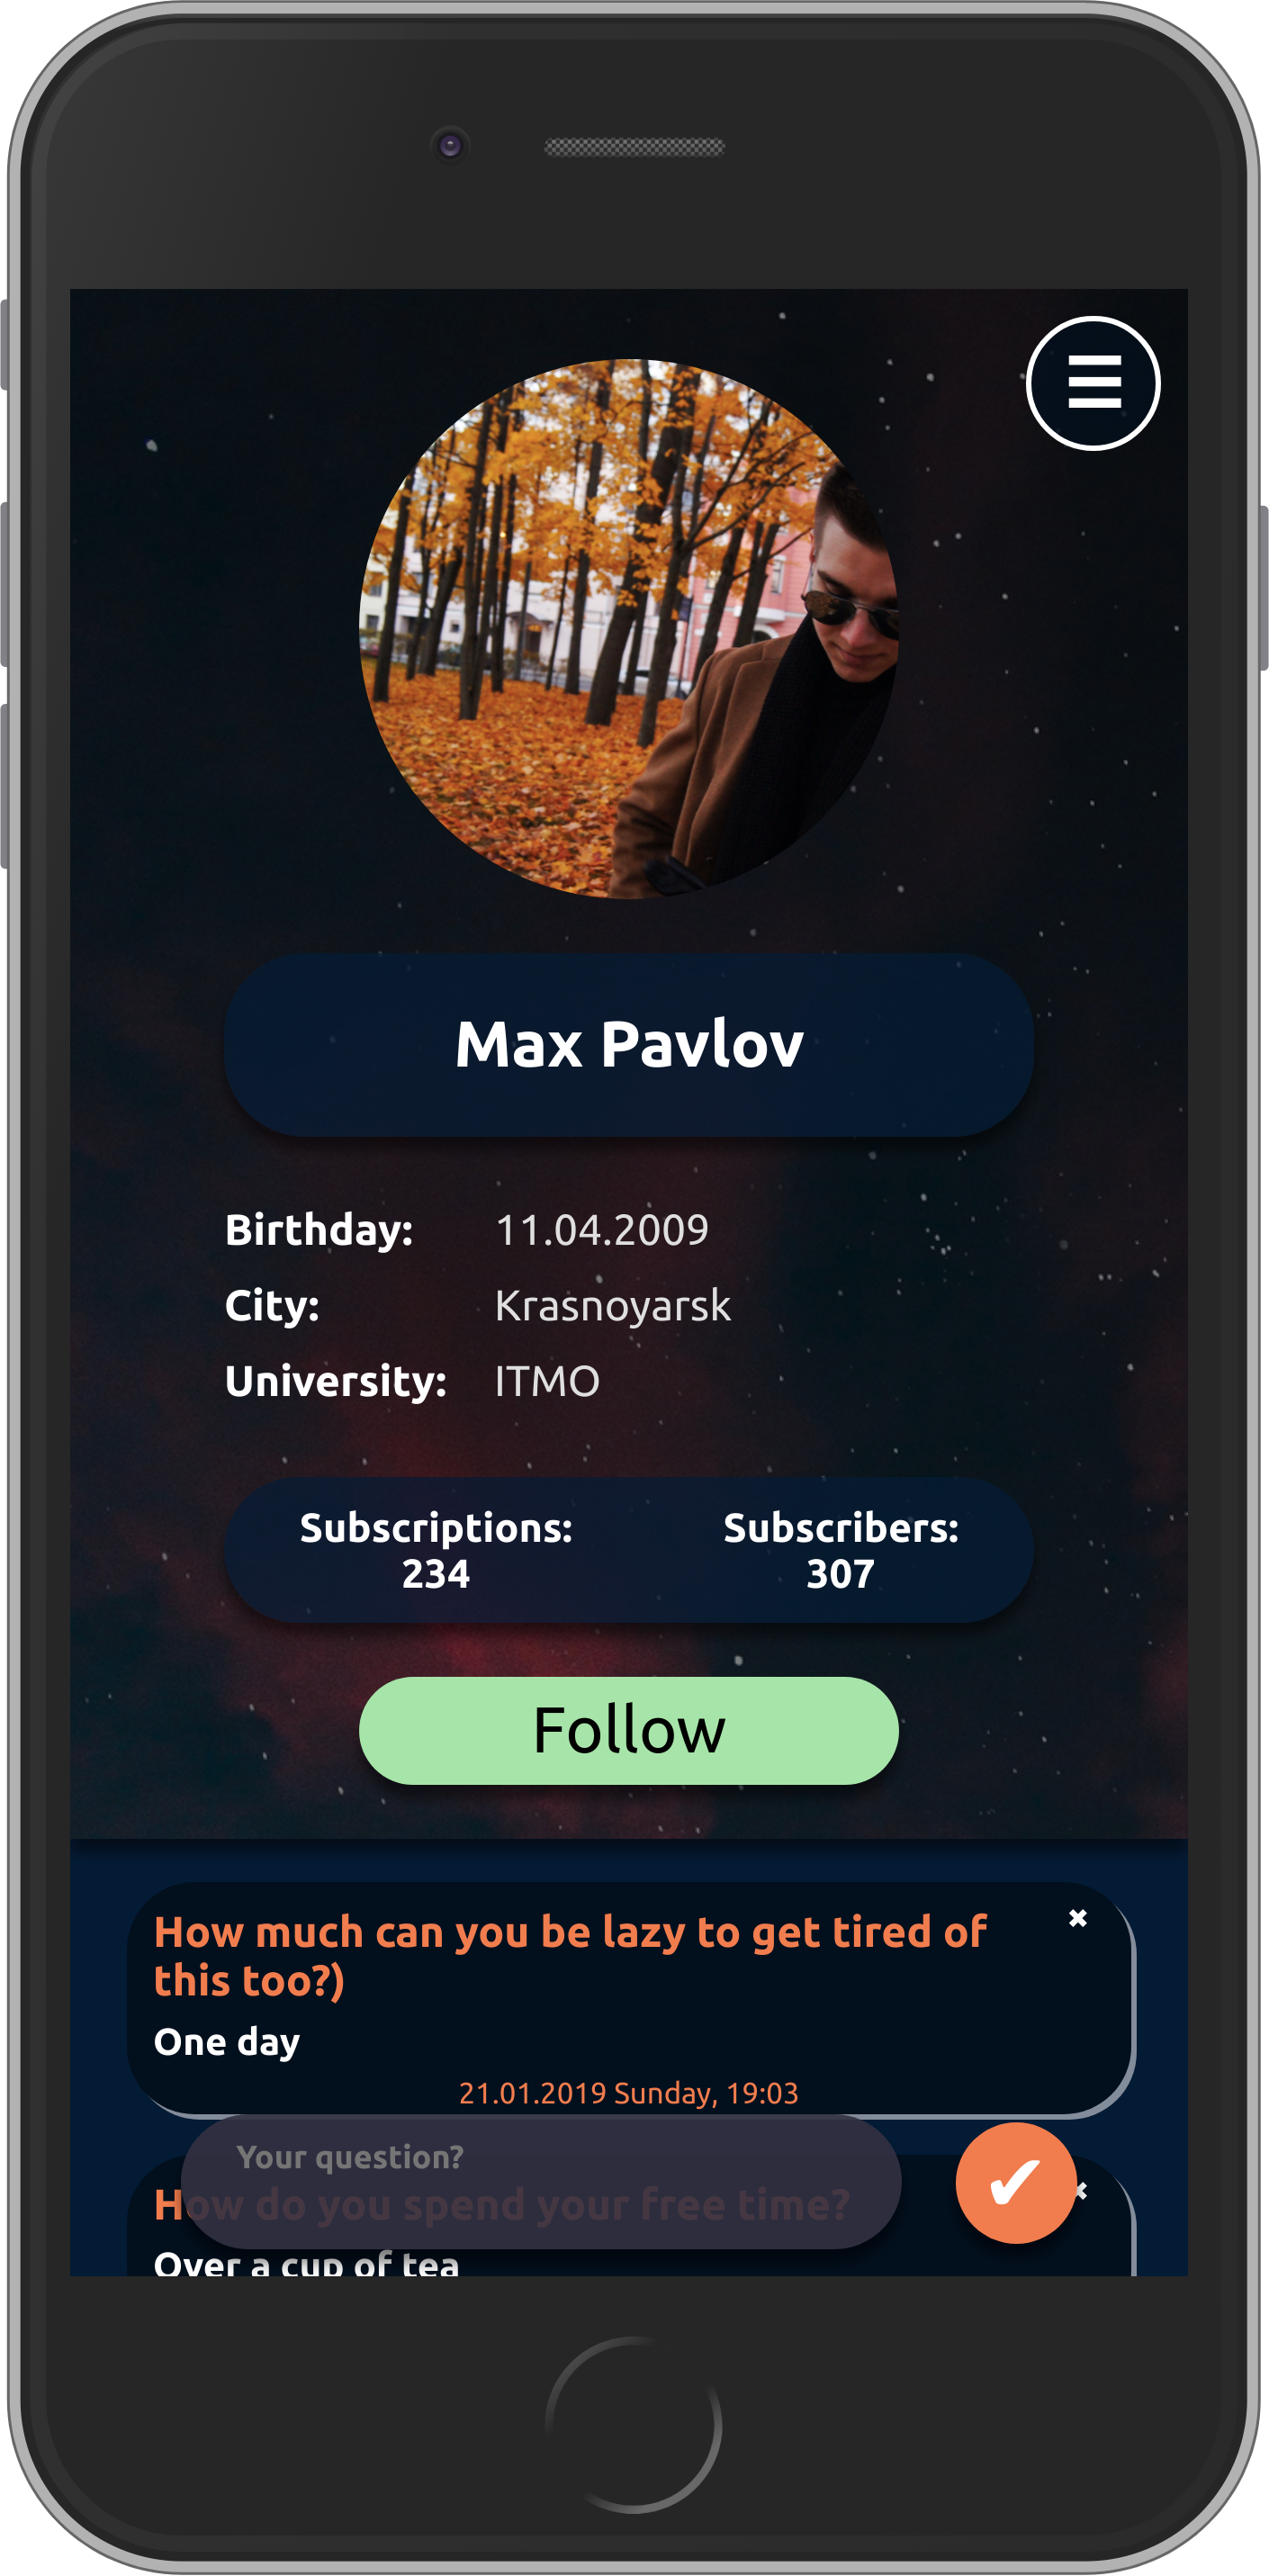 Max Pavlov
Birthday: 11.04.2009
City: Krasnoyarsk
University: ITMO
Subscriptions: Subscribers:
234 307
Follow
How much can you be lazy to get tired of
this too?)
One day
21.01.2019 Sunday, 19:03
Your question?
How do you spend your free time?
Over a cup of tea